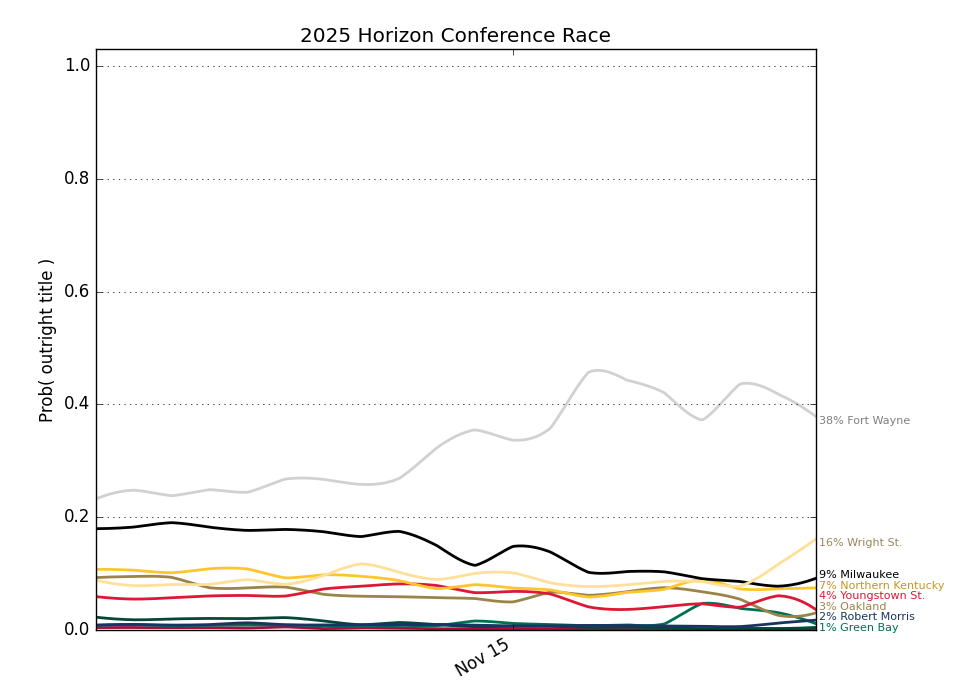 2025 Horizon Conference Race
Prob( outright title )
1.0
0.8
0.6
0.4
0.2
0.0
Nov 15
38% Fort Wayne
16% Wright St.
9% Milwaukee
7% Northern Kentucky
4% Youngstown St.
3% Oakland
2% Robert Morris
1% Green Bay